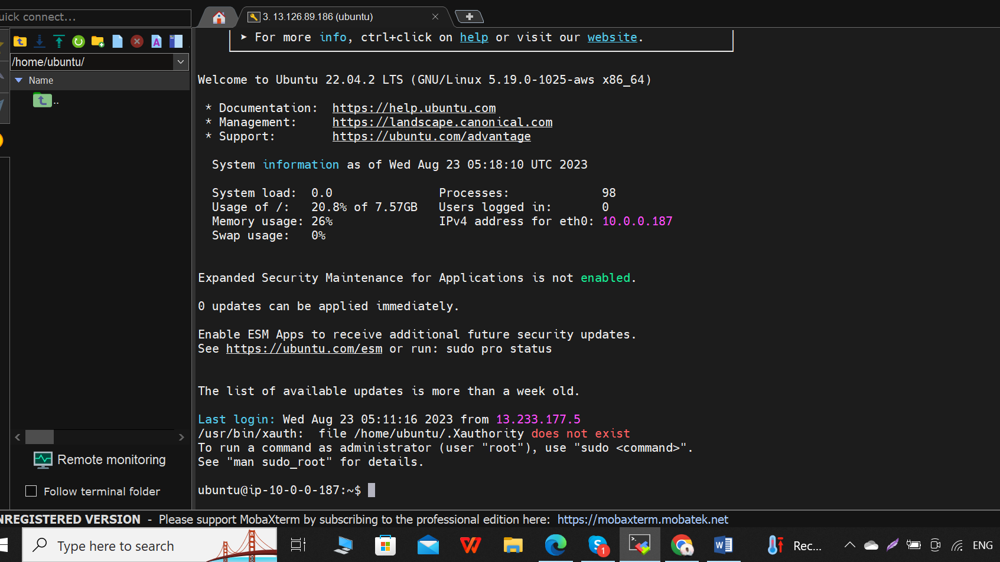 uick connect...
3. 13.126.89.186 (ubuntu)
/home/ubuntu/
Name
..
Remote monitoring
Follow terminal folder
➤ For more info, ctrl+click on help or visit our website.
Welcome to Ubuntu 22.04.2 LTS (GNU/Linux 5.19.0-1025-aws x86_64)
* Documentation: https://help.ubuntu.com
* Management: https://landscape.canonical.com
* Support: https://ubuntu.com/advantage
System information as of Wed Aug 23 05:18:10 UTC 2023
System load: 0.0 Processes: 98
Usage of /: 20.8% of 7.57GB Users logged in: 0
Memory usage: 26% IPv4 address for eth0: 10.0.0.187
Swap usage: 0%
Expanded Security Maintenance for Applications is not enabled.
0 updates can be applied immediately.
Enable ESM Apps to receive additional future security updates.
See https://ubuntu.com/esm or run: sudo pro status
The list of available updates is more than a week old.
Last login: Wed Aug 23 05:11:16 2023 from 13.233.177.5
/usr/bin/xauth: file /home/ubuntu/.Xauthority does not exist
To run a command as administrator (user "root"), use "sudo <command>".
See "man sudo_root" for details.
ubuntu@ip-10-0-0-187:~$
NREGISTERED VERSION - Please support MobaXterm by subscribing to the professional edition here: https://mobaxterm.mobatek.net
Type here to search
1
Rec...
ENG